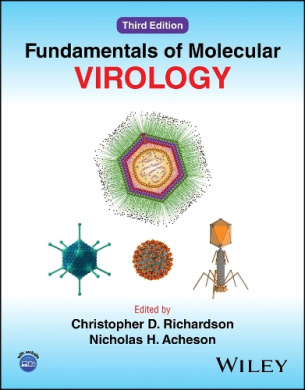 Third Edition
Fundamentals of Molecular
VIROLOGY
Edited by
Christopher D. Richardson
Nicholas H. Acheson
WILEY